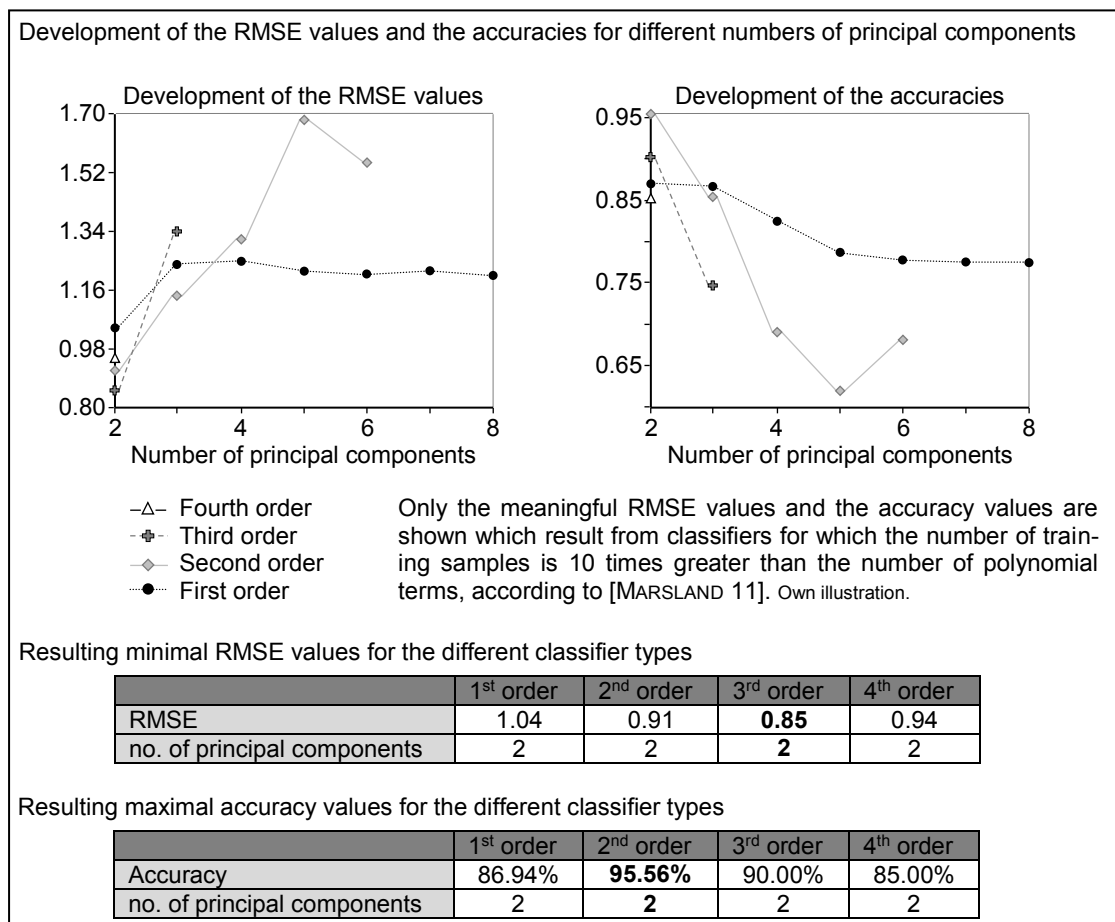 Development of the RMSE values and the accuracies for different numbers of principal components
Development of the RMSE values
1.70
1.52
1.34
1.16
0.98
0.80
2 4 6 8
Number of principal components
Development of the accuracies
0.95
0.85
0.75
0.65
2 4 6 8
Number of principal components
Fourth order
Third order
Second order
First order
Only the meaningful RMSE values and the accuracy values are
shown which result from classifiers for which the number of train-
ing samples is 10 times greater than the number of polynomial
terms, according to [MARSLAND 11]. Own illustration.
Resulting minimal RMSE values for the different classifier types
1st order 2nd order 3rd order 4th order
RMSE 1.04 0.91 0.85 0.94
no. of principal components 2 2 2 2
Resulting maximal accuracy values for the different classifier types
1st order 2nd order 3rd order 4th order
Accuracy 86.94% 95.56% 90.00% 85.00%
no. of principal components 2 2 2 2